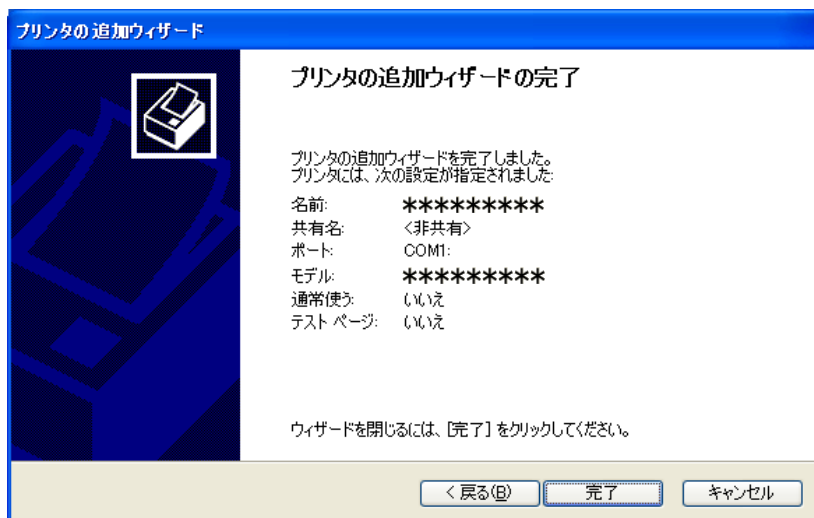 プリンタの追加ウィザード
プリンタの追加ウィザードの完了
プリンタの追加ウィザードを完了しました。
プリンタには、次の設定が指定されました:
名前: *********
共有名: <非共有>
ポート: COM1:
モデル: *********
通常使う: いいえ
テスト ページ: いいえ
ウィザードを閉じるには、[完了] をクリックしてください。
< 戻る(B) 完了 キャンセル